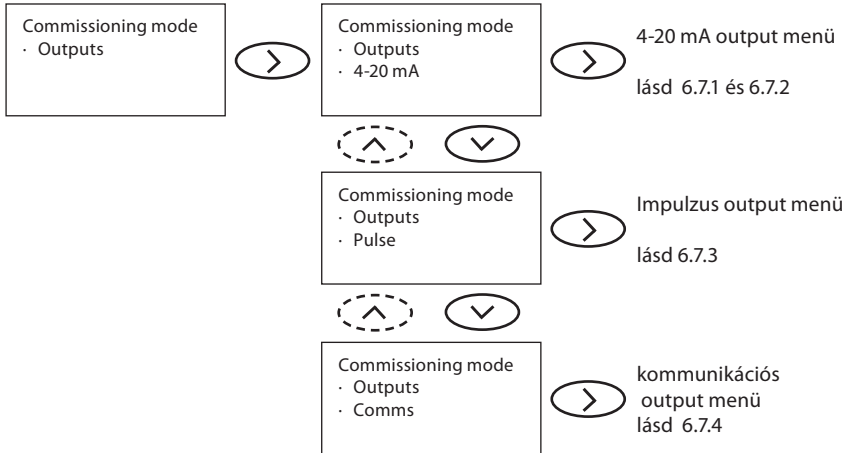 Commissioning mode
· Outputs
Commissioning mode
· Outputs
· 4-20 mA
4-20 mA output menü
lásd 6.7.1 és 6.7.2
Commissioning mode
· Outputs
· Pulse
Impulzus output menü
lásd 6.7.3
Commissioning mode
· Outputs
· Comms
kommunikációs
output menü
lásd 6.7.4